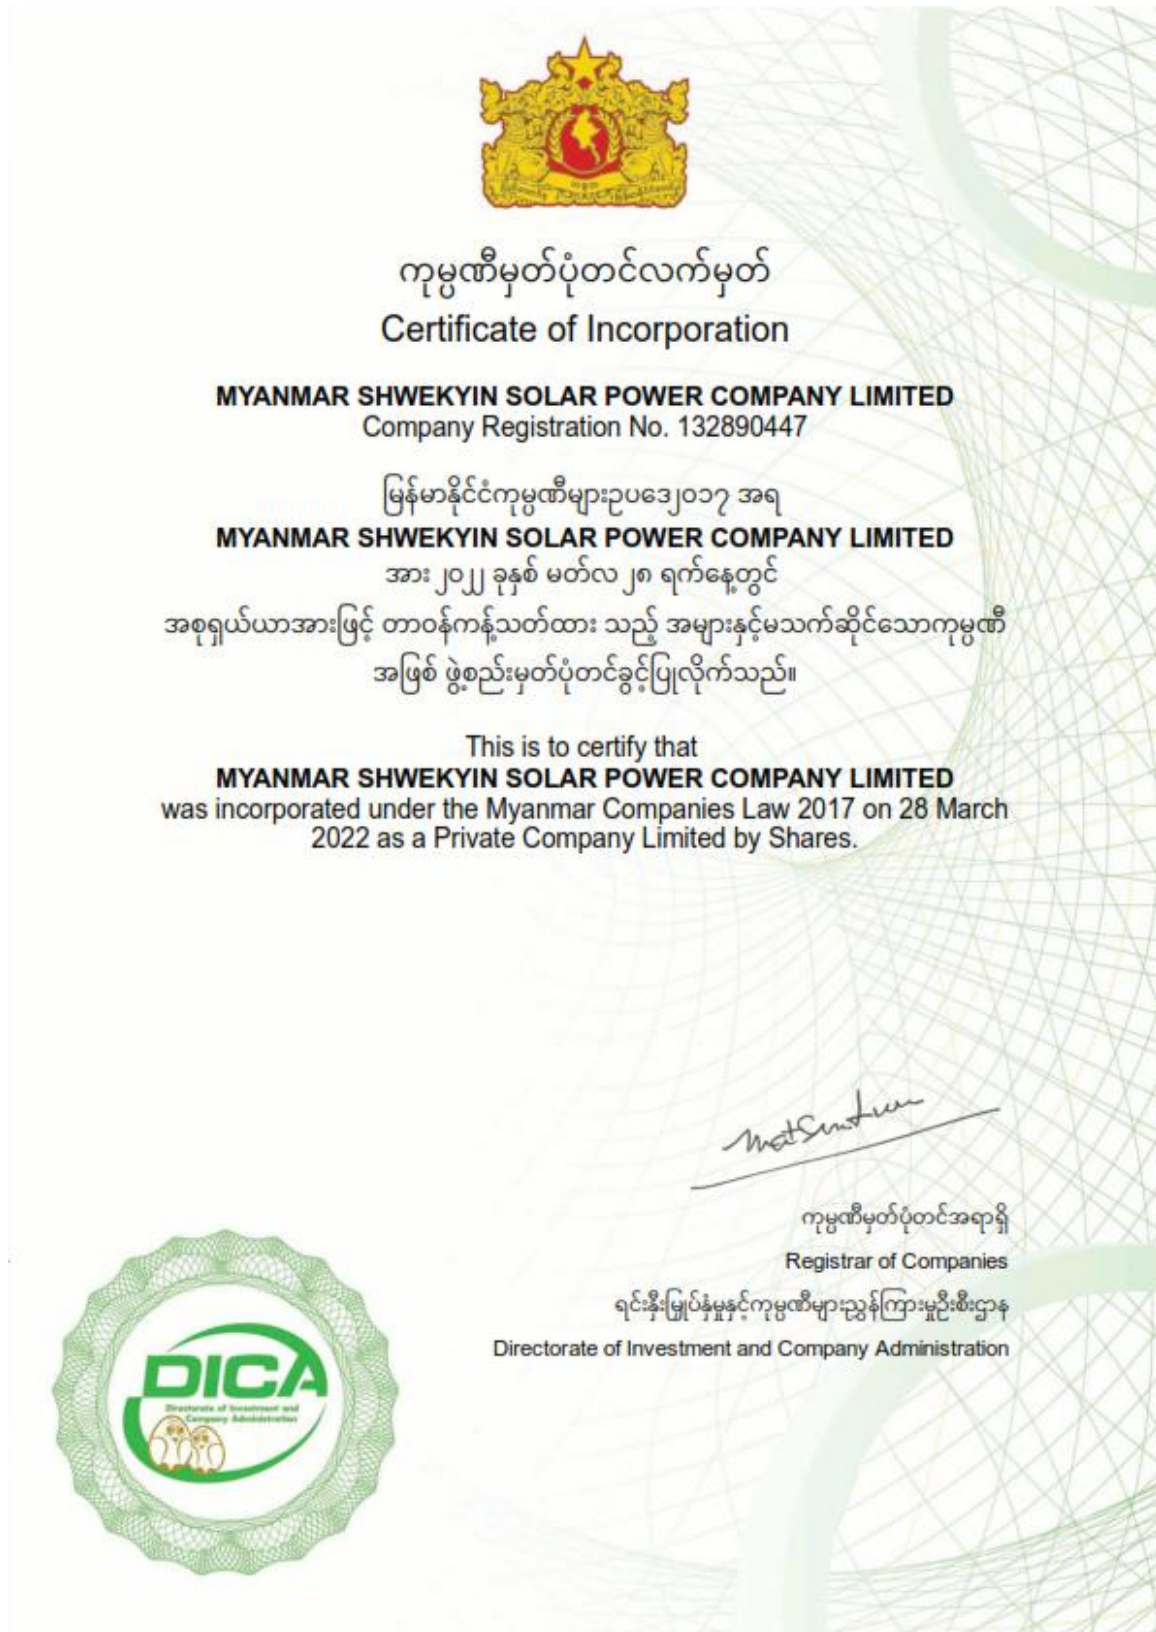 ကုမ္ပဏီမှတ်ပုံတင်လက်မှတ်
Certificate of Incorporation
MYANMAR SHWEKYIN SOLAR POWER COMPANY LIMITED
Company Registration No. 132890447
မြန်မာနိုင်ငံကုမ္ပဏီများဥပဒေ၂၀၁၇ အရ
MYANMAR SHWEKYIN SOLAR POWER COMPANY LIMITED
အား ၂၀၂၂ ခုနှစ် မတ်လ ၂၈ ရက်နေ့တွင်
အစုရှယ်ယာအားဖြင့် တာဝန်ကန့်သတ်ထား သည့် အများနှင့်မသက်ဆိုင်သောကုမ္ပဏီ
အဖြစ် ဖွဲ့စည်းမှတ်ပုံတင်ခွင့်ပြုလိုက်သည်။
This is to certify that
MYANMAR SHWEKYIN SOLAR POWER COMPANY LIMITED
was incorporated under the Myanmar Companies Law 2017 on 28 March
2022 as a Private Company Limited by Shares.
ကုမ္ပဏီမှတ်ပုံတင်အရာရှိ
Registrar of Companies
ရင်းနှီးမြှုပ်နှံမှုနှင့်ကုမ္ပဏီများညွှန်ကြားမှုဦးစီးဌာန
Directorate of Investment and Company Administration
DICA
Directorate of Investment and
Company Administration